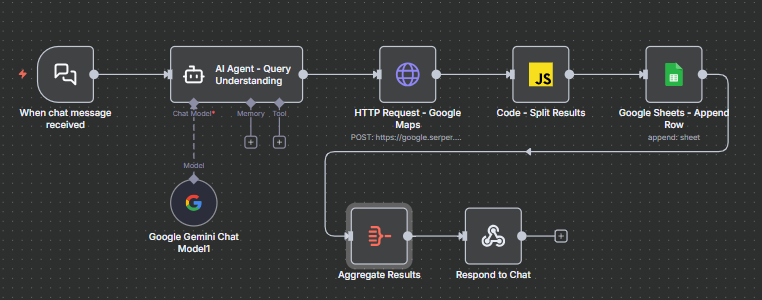 When chat message
received
AI Agent - Query
Understanding
Chat Model*
Memory
Tool
Model
Google Gemini Chat
Model1
HTTP Request - Google
Maps
POST: https://google.serper....
JS
Code - Split Results
Google Sheets - Append
Row
append: sheet
Aggregate Results
Respond to Chat